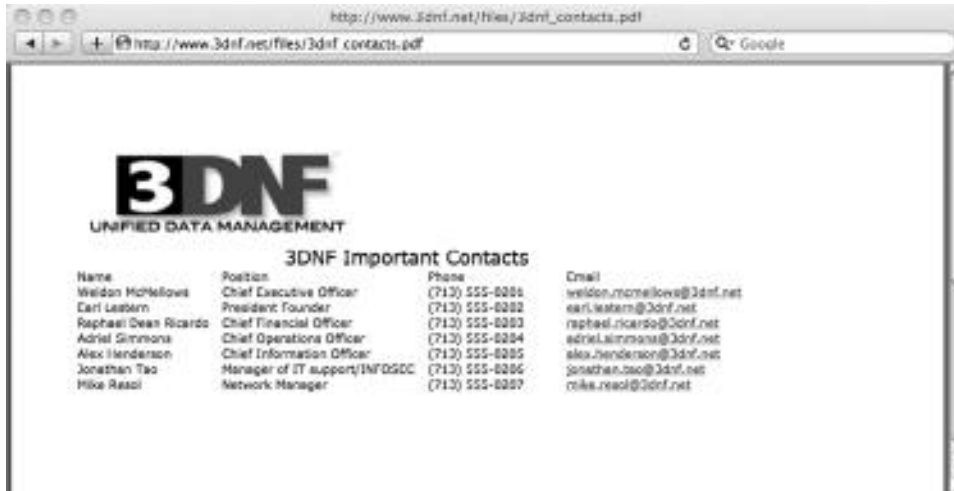 http://www.3dnf.net/files/3dnf_contacts.pdf
http://www.3dnf.net/files/3dnf_contacts.pdf Google
3DNF
UNIFIED DATA MANAGEMENT
3DNF Important Contacts
Name Position Phone Email
Weldon McMellows Chief Executive Officer (713) 555-0201 weldon.mcmellows@3dnf.net
Earl Leatern President Founder (713) 555-0202 earl.leatern@3dnf.net
Raphael Dean Ricardo Chief Financial Officer (713) 555-0203 raphael.ricardo@3dnf.net
Adriel Simmons Chief Operations Officer (713) 555-0204 adriel.simmons@3dnf.net
Alex Henderson Chief Information Officer (713) 555-0205 alex.henderson@3dnf.net
Jonathan Tao Manager of IT support/INFOSEC (713) 555-0206 jonathan.tao@3dnf.net
Mike Resol Network Manager (713) 555-0207 mike.resol@3dnf.net